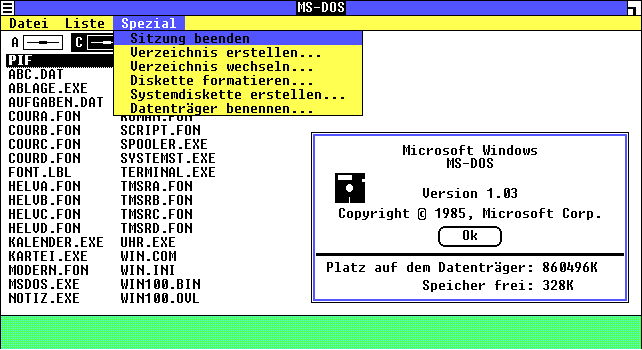 MS-DOS
Datei Liste Spezial
A C
Sitzung beenden
Verzeichnis erstellen...
Verzeichnis wechseln...
Diskette formatieren...
Systemdiskette erstellen...
Datenträger benennen...
PIF
ABC.DAT
ABLAGE.EXE
AUFGABEN.DAT
COURA.FON ROMAN.FON
COURB.FON SCRIPT.FON
COURC.FON SPOOLER.EXE
COURD.FON SYSTEMST.EXE
FONT.LBL TERMINAL.EXE
HELVA.FON TMSRA.FON
HELVB.FON TMSRB.FON
HELVC.FON TMSRC.FON
HELVD.FON TMSRD.FON
KALENDER.EXE UHR.EXE
KARTEI.EXE WIN.COM
MODERN.FON WIN.INI
MSDOS.EXE WIN100.BIN
NOTIZ.EXE WIN100.OVL
Microsoft Windows
MS-DOS
Version 1.03
Copyright © 1985, Microsoft Corp.
Ok
Platz auf dem Datenträger: 860496K
Speicher frei: 328K